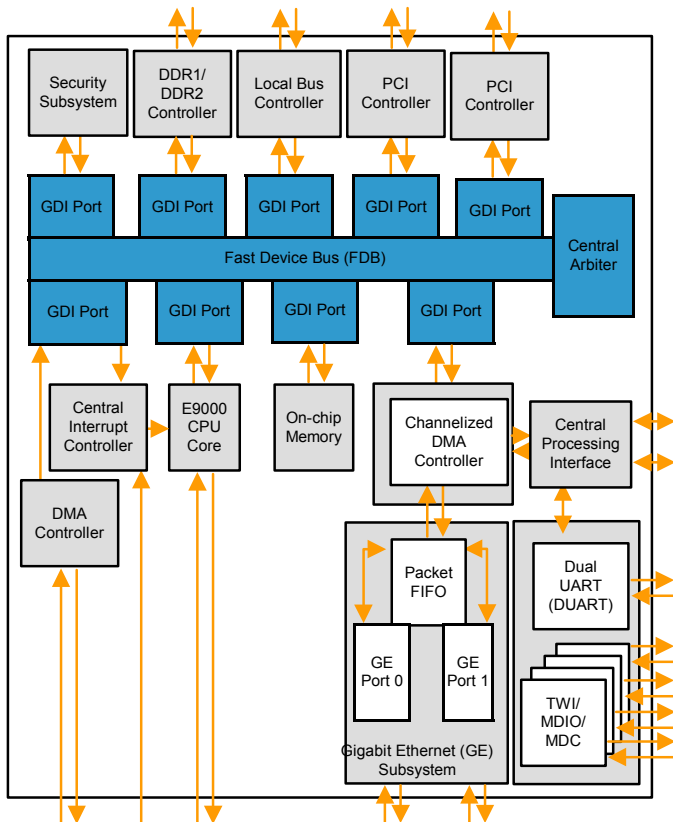 Security
Subsystem
DDR1/
DDR2
Controller
Local Bus
Controller
PCI
Controller
PCI
Controller
GDI Port
GDI Port
GDI Port
GDI Port
GDI Port
Fast Device Bus (FDB)
Central
Arbiter
GDI Port
GDI Port
GDI Port
GDI Port
Central
Interrupt
Controller
E9000
CPU
Core
On-chip
Memory
Channelized
DMA
Controller
Central
Processing
Interface
DMA
Controller
Packet
FIFO
Dual
UART
(DUART)
GE
Port 0
GE
Port 1
TWI/
MDIO/
MDC
Gigabit Ethernet (GE)
Subsystem